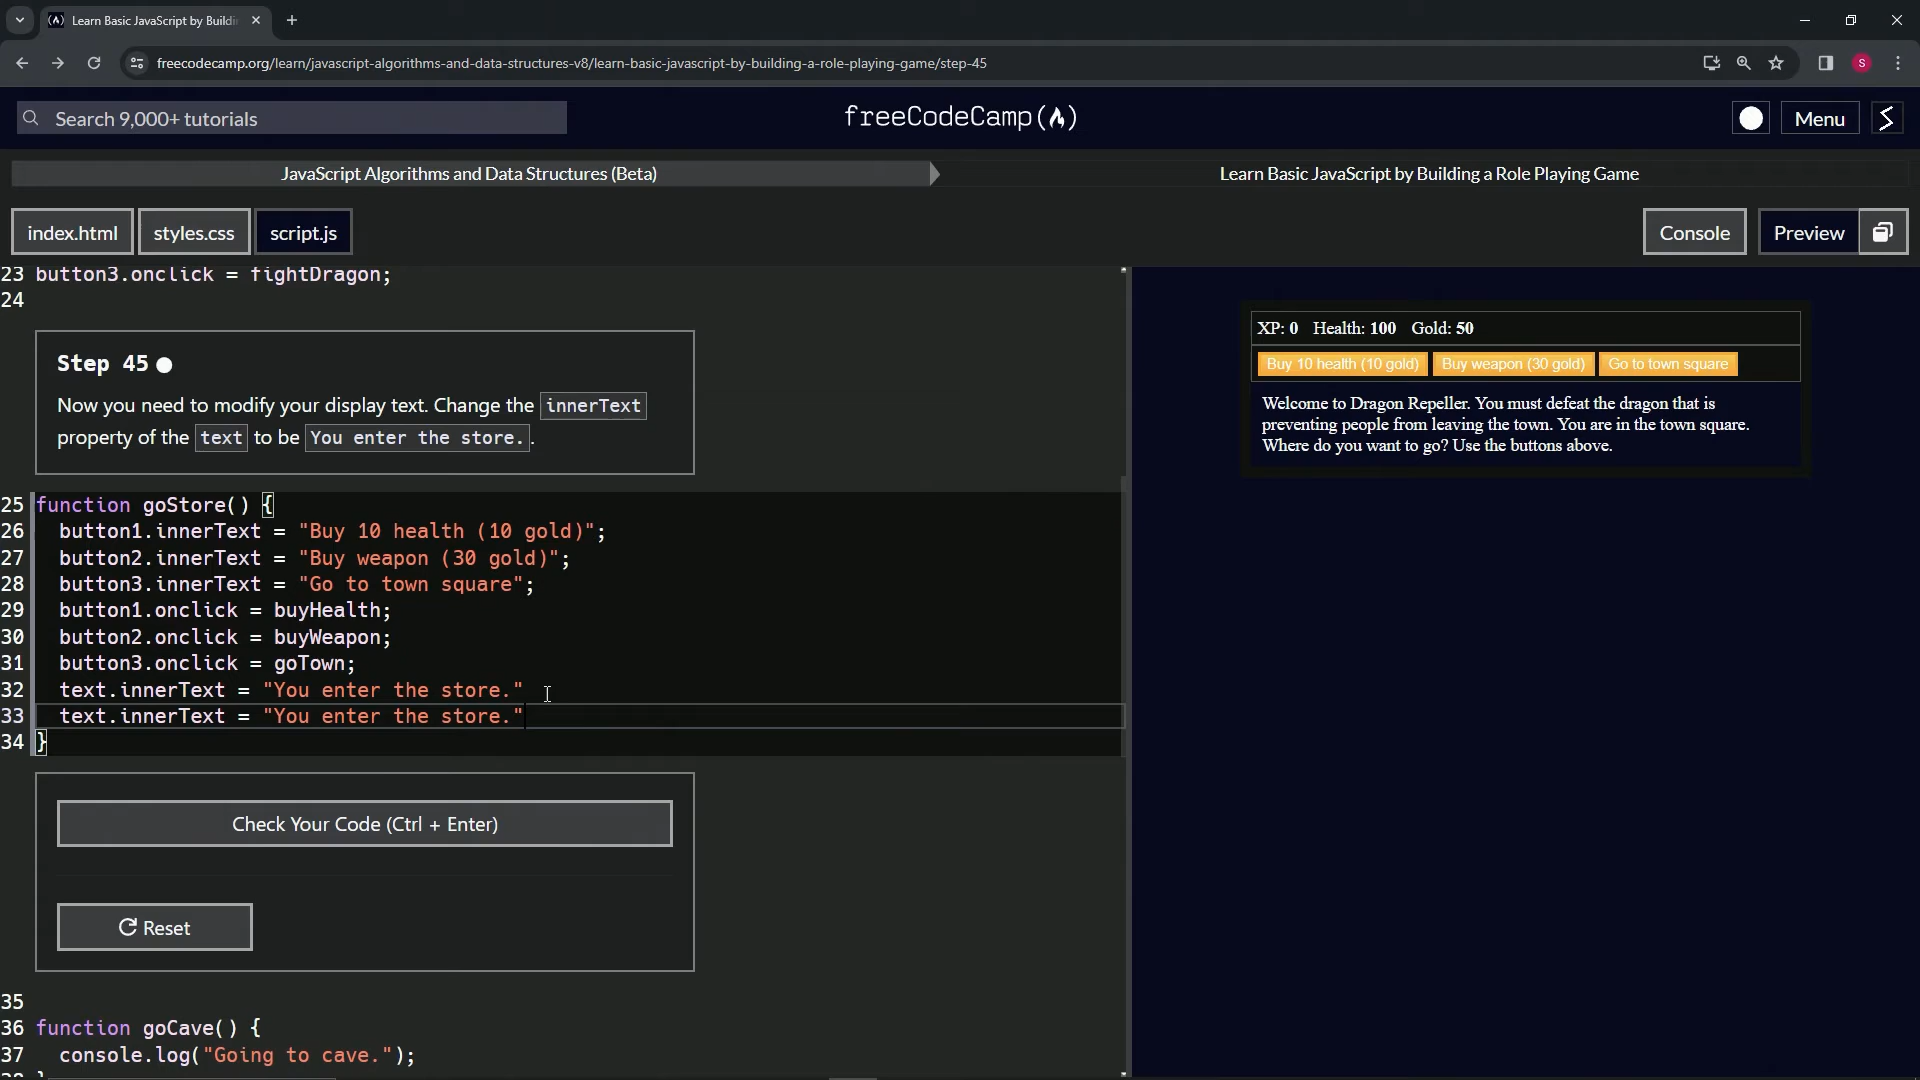 Learn Basic JavaScript by Buildi
freecodecamp.org/learn/javascript-algorithms-and-data-structures-v8/learn-basic-javascript-by-building-a-role-playing-game/step-45
S
Search 9,000+ tutorials
freeCodeCamp(🔥)
Menu
JavaScript Algorithms and Data Structures (Beta)
Learn Basic JavaScript by Building a Role Playing Game
index.html
styles.css
script.js
Console
Preview
23 button3.onclick = fightDragon;
24
Step 45
Now you need to modify your display text. Change the innerText
property of the text to be You enter the store. .
25 function goStore() {
26 button1.innerText = "Buy 10 health (10 gold)";
27 button2.innerText = "Buy weapon (30 gold)";
28 button3.innerText = "Go to town square";
29 button1.onclick = buyHealth;
30 button2.onclick = buyWeapon;
31 button3.onclick = goTown;
32 text.innerText = "You enter the store."
33 text.innerText = "You enter the store."
34 }
Check Your Code (Ctrl + Enter)
Reset
35
36 function goCave() {
37 console.log("Going to cave.");
XP: 0 Health: 100 Gold: 50
Buy 10 health (10 gold)
Buy weapon (30 gold)
Go to town square
Welcome to Dragon Repeller. You must defeat the dragon that is
preventing people from leaving the town. You are in the town square.
Where do you want to go? Use the buttons above.